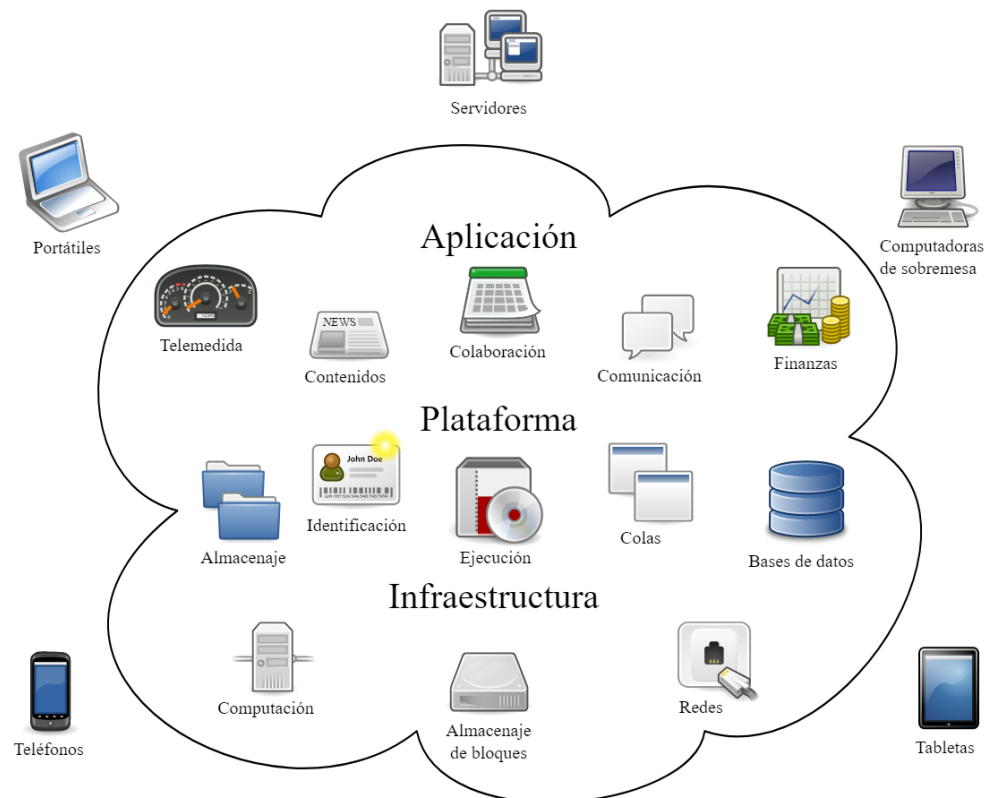 Servidores
Portátiles
Computadoras
de sobremesa
Aplicación
Telemedida
NEWS
Contenidos
Colaboración
Comunicación
Finanzas
Plataforma
John Doe
Almacenaje
Identificación
Ejecución
Colas
Bases de datos
Infraestructura
Computación
Almacenaje
de bloques
Redes
Teléfonos
Tabletas